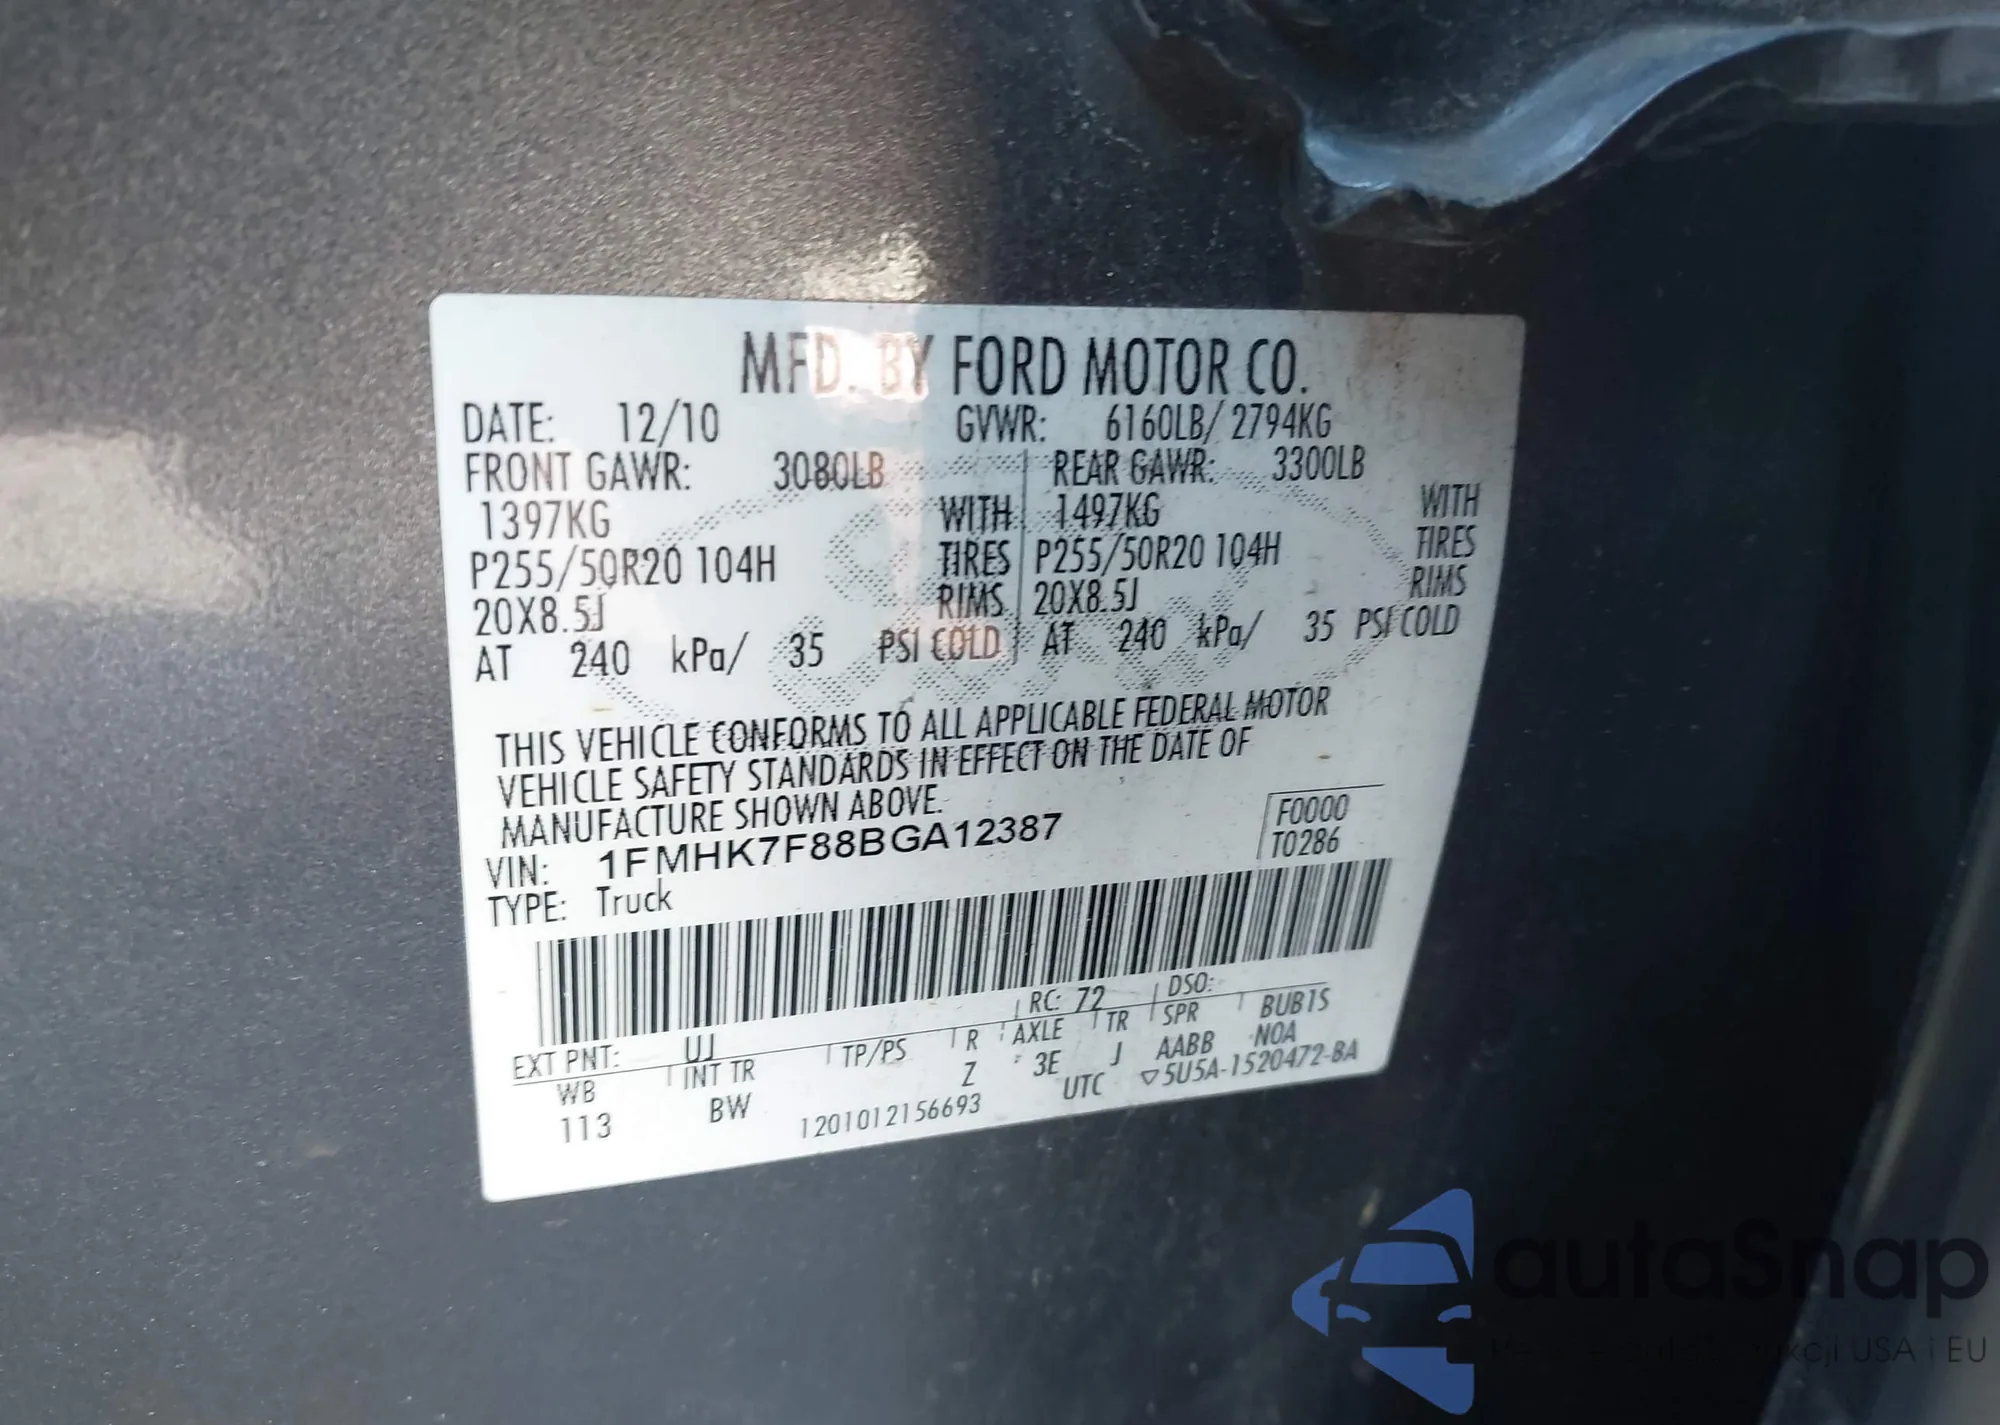 MFD. BY FORD MOTOR CO.
DATE: 12/10 GVWR: 6160LB/ 2794KG
FRONT GAWR: 3080LB REAR GAWR: 3300LB
1397KG WITH 1497KG WITH
P255/50R20 104H TIRES P255/50R20 104H TIRES
20X8.5J RIMS 20X8.5J RIMS
AT 240 kPa/ 35 PSI COLD AT 240 kPa/ 35 PSI COLD
THIS VEHICLE CONFORMS TO ALL APPLICABLE FEDERAL MOTOR
VEHICLE SAFETY STANDARDS IN EFFECT ON THE DATE OF
MANUFACTURE SHOWN ABOVE.
VIN: 1FMHK7F88BGA12387 F0000
TYPE: Truck T0286
EXT PNT: UJ RC: 72 DSO:
WB INT TR TP/PS R AXLE TR SPR BUB1S
113 BW Z 3E J AABB N0A
1201012156693 UTC ▽5U5A-1520472-BA
autoSnap
USA i EU